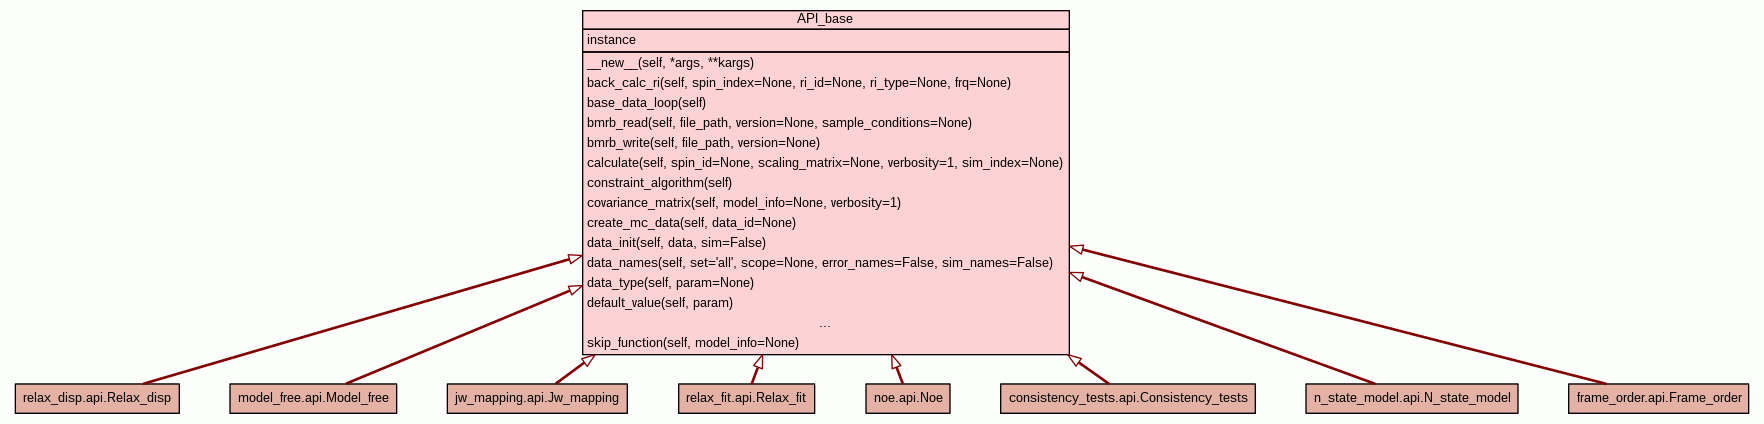 API_base
instance
__new__(self, *args, **kargs)
back_calc_ri(self, spin_index=None, ri_id=None, ri_type=None, frq=None)
base_data_loop(self)
bmrb_read(self, file_path, version=None, sample_conditions=None)
bmrb_write(self, file_path, version=None)
calculate(self, spin_id=None, scaling_matrix=None, verbosity=1, sim_index=None)
constraint_algorithm(self)
covariance_matrix(self, model_info=None, verbosity=1)
create_mc_data(self, data_id=None)
data_init(self, data, sim=False)
data_names(self, set='all', scope=None, error_names=False, sim_names=False)
data_type(self, param=None)
default_value(self, param)
...
skip_function(self, model_info=None)
relax_disp.api.Relax_disp
model_free.api.Model_free
jw_mapping.api.Jw_mapping
relax_fit.api.Relax_fit
noe.api.Noe
consistency_tests.api.Consistency_tests
n_state_model.api.N_state_model
frame_order.api.Frame_order